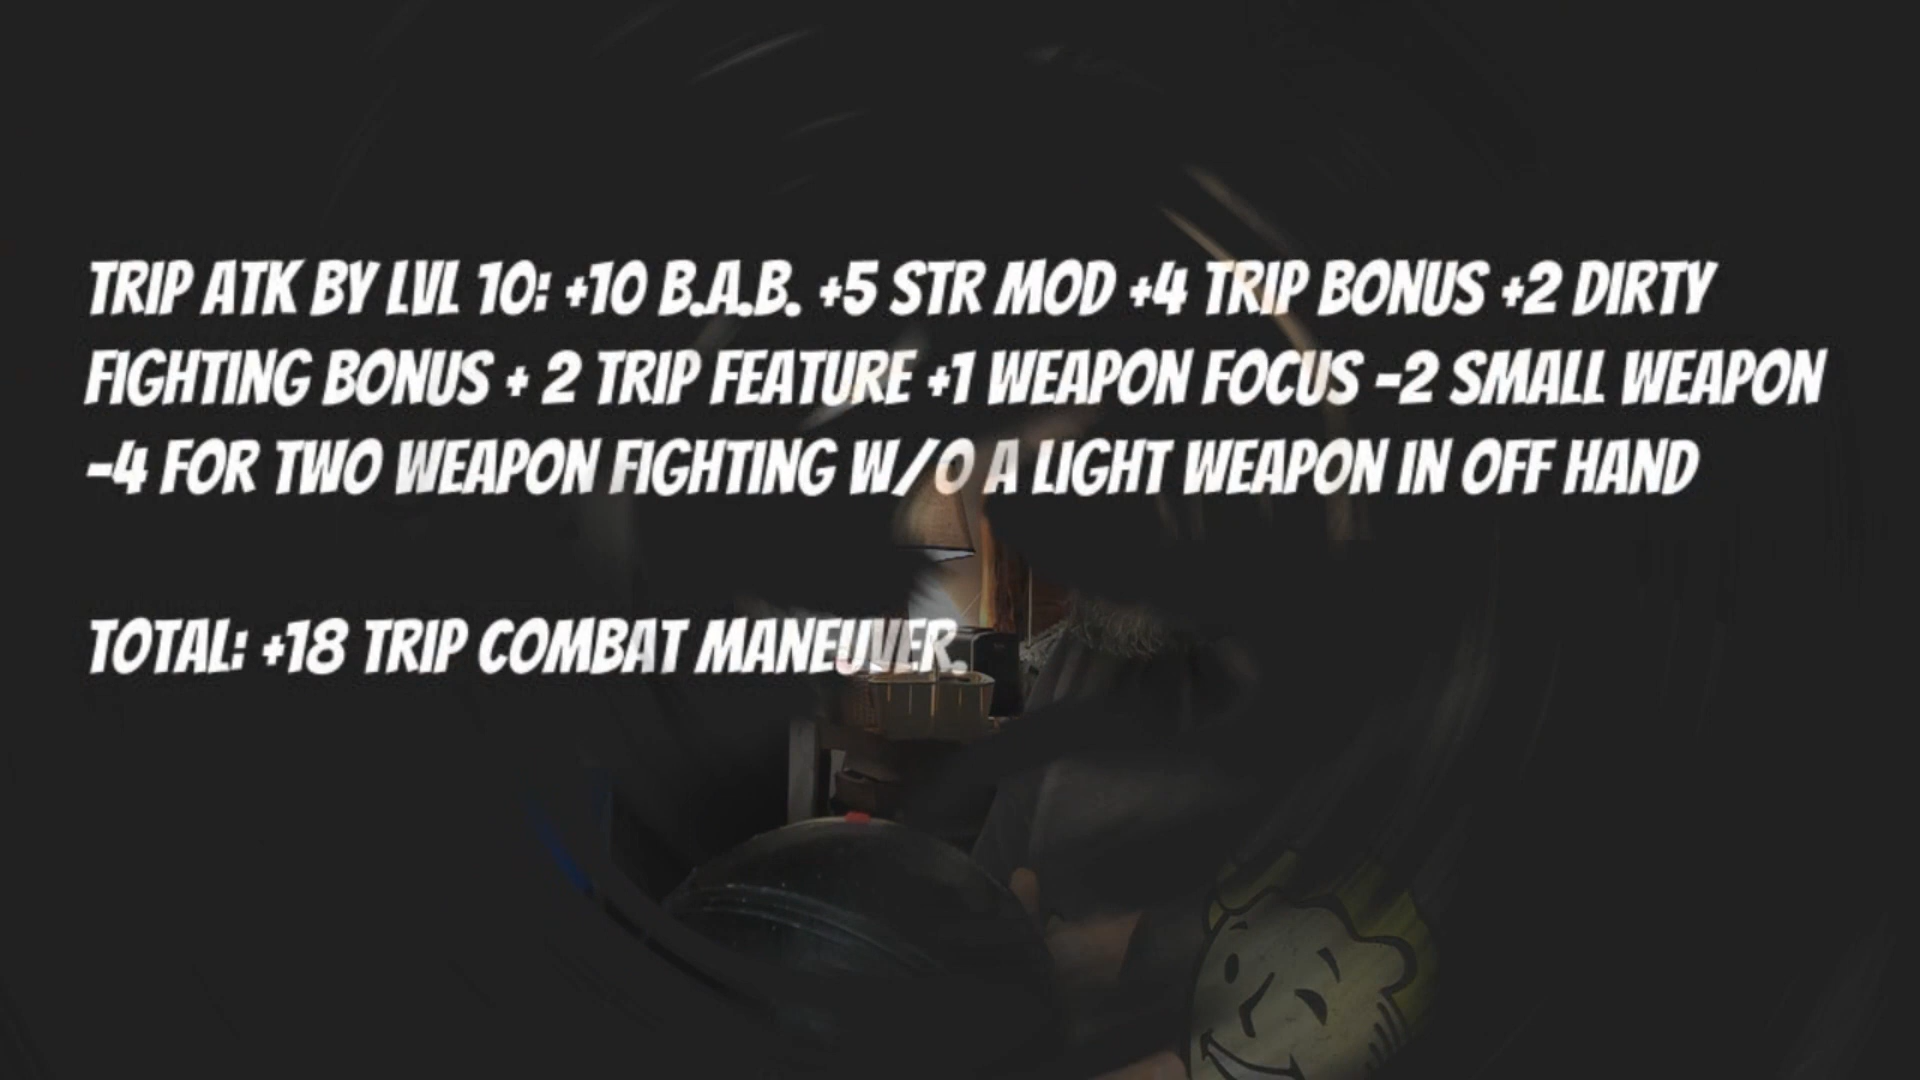 TRIP ATK BY LVL 10: +10 B.A.B. +5 STR MOD +4 TRIP BONUS +2 DIRTY
FIGHTING BONUS + 2 TRIP FEATURE +1 WEAPON FOCUS -2 SMALL WEAPON
-4 FOR TWO WEAPON FIGHTING W/O A LIGHT WEAPON IN OFF HAND
TOTAL: +18 TRIP COMBAT MANEUVER.